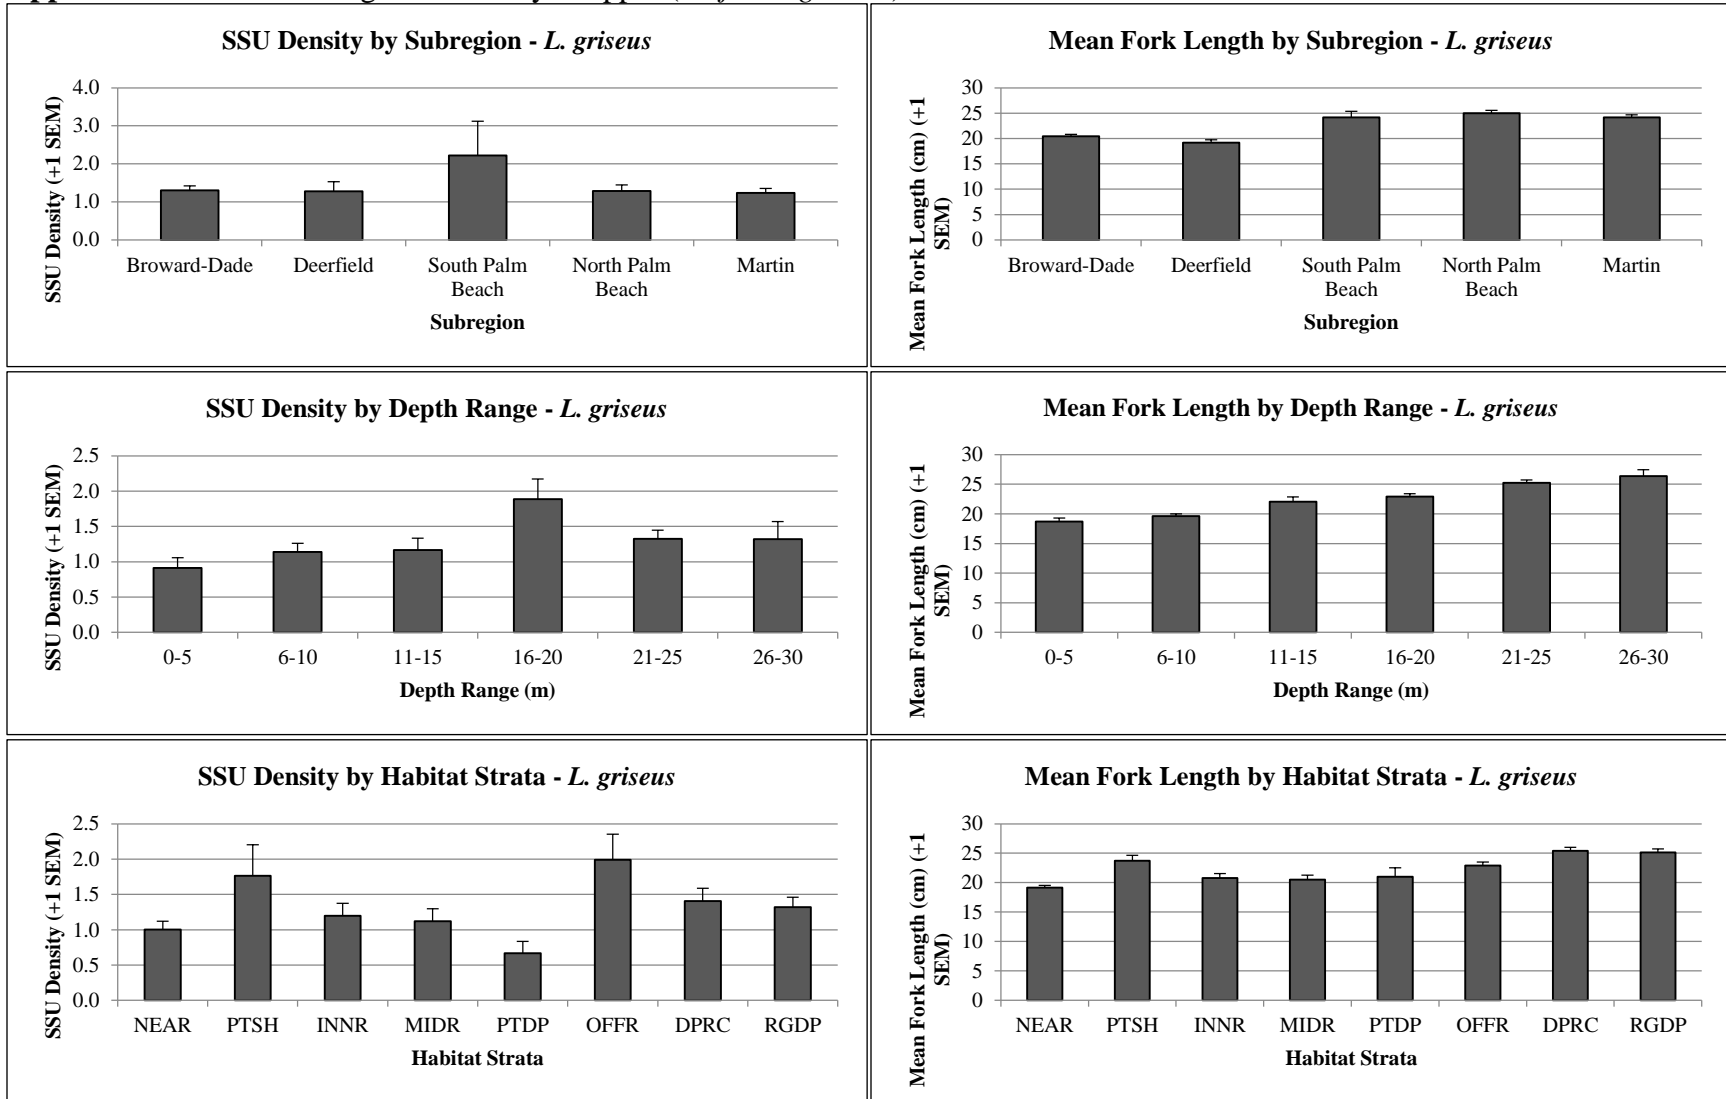 SSU Density by Subregion - L. griseus
SSU Density (+1 SEM)
4.0
3.0
2.0
1.0
0.0
Broward-Dade
Deerfield
South Palm
Beach
North Palm
Beach
Martin
Subregion
Mean Fork Length by Subregion - L. griseus
Mean Fork Length (cm) (+1
SEM)
30
25
20
15
10
5
0
Broward-Dade
Deerfield
South Palm
Beach
North Palm
Beach
Martin
Subregion
SSU Density by Depth Range - L. griseus
SSU Density (+1 SEM)
2.5
2.0
1.5
1.0
0.5
0.0
0-5
6-10
11-15
16-20
21-25
26-30
Depth Range (m)
Mean Fork Length by Depth Range - L. griseus
Mean Fork Length (cm) (+1
SEM)
30
25
20
15
10
5
0
0-5
6-10
11-15
16-20
21-25
26-30
Depth Range (m)
SSU Density by Habitat Strata - L. griseus
SSU Density (+1 SEM)
2.5
2.0
1.5
1.0
0.5
0.0
NEAR
PTSH
INNR
MIDR
PTDP
OFFR
DPRC
RGDP
Habitat Strata
Mean Fork Length by Habitat Strata - L. griseus
Mean Fork Length (cm) (+1
SEM)
30
25
20
15
10
5
0
NEAR
PTSH
INNR
MIDR
PTDP
OFFR
DPRC
RGDP
Habitat Strata